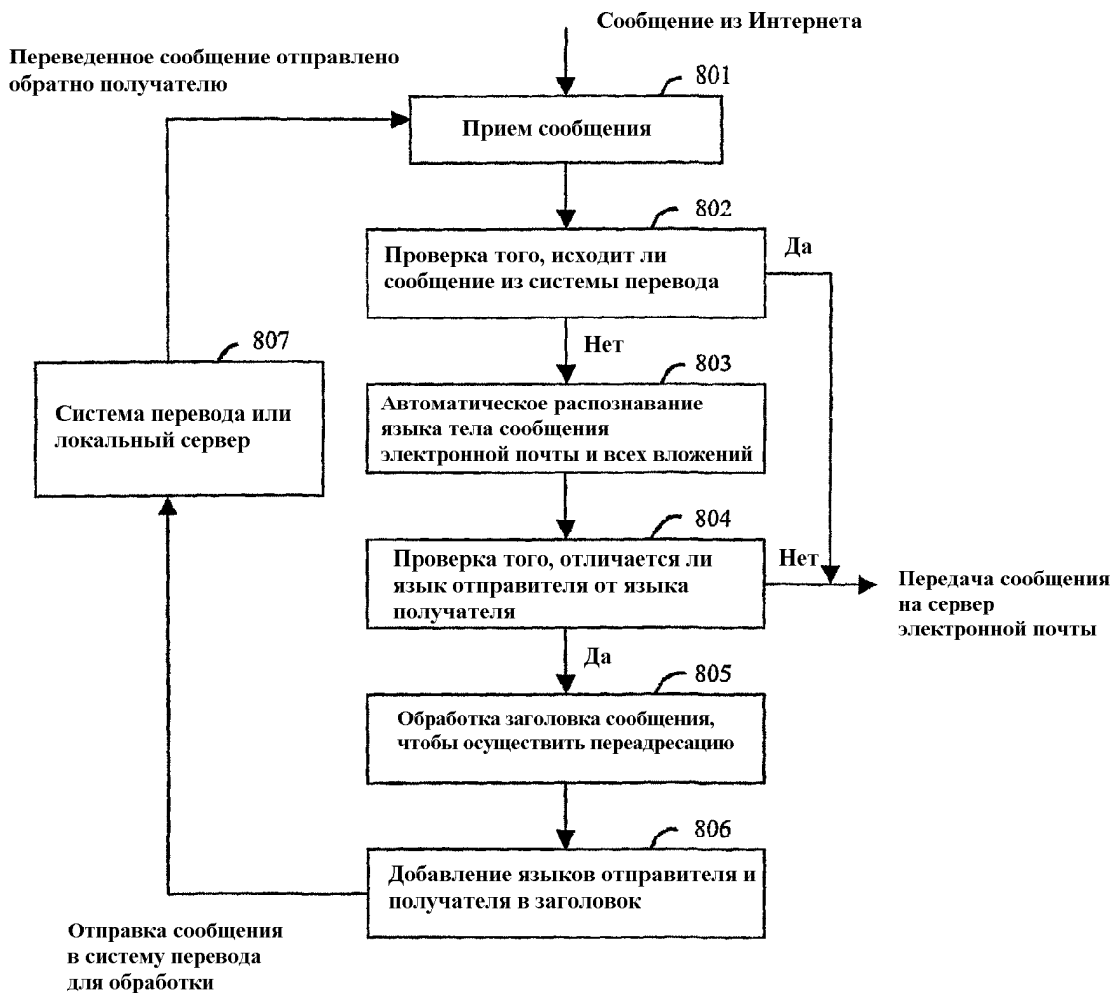 Сообщение из Интернета
Переведенное сообщение отправлено
обратно получателю
801
Прием сообщения
802
Проверка того, исходит ли
сообщение из системы перевода
Да
Нет
807
Система перевода или
локальный сервер
803
Автоматическое распознавание
языка тела сообщения
электронной почты и всех вложений
804
Проверка того, отличается ли
язык отправителя от языка
получателя
Нет
Передача сообщения
на сервер
электронной почты
Да
805
Обработка заголовка сообщения,
чтобы осуществить переадресацию
806
Добавление языков отправителя и
получателя в заголовок
Отправка сообщения
в систему перевода
для обработки